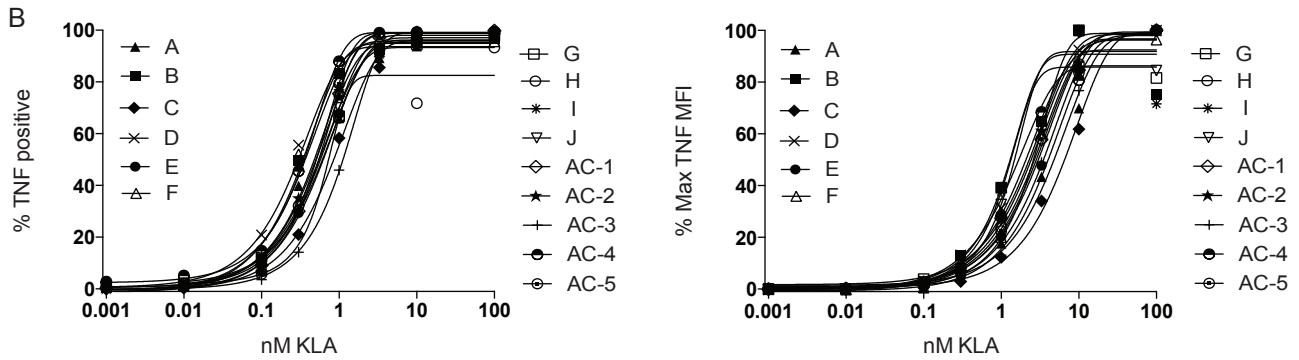 B
% TNF positive
100
80
60
40
20
0
0.001
0.01
0.1
1
10
100
nM KLA
A
B
C
D
E
F
G
H
I
J
AC-1
AC-2
AC-3
AC-4
AC-5
% Max TNF MFI
100
80
60
40
20
0
0.001
0.01
0.1
1
10
100
nM KLA
A
B
C
D
E
F
G
H
I
J
AC-1
AC-2
AC-3
AC-4
AC-5